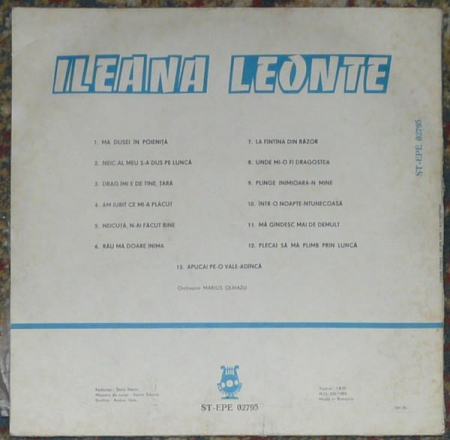 ILEANA LEONTE
1. MĂ DUSEI ÎN POIENIȚĂ
2. NEIC-AL MEU S-A DUS PE LUNCĂ
3. DRAG ÎMI E DE TINE, ȚARĂ
4. AM IUBIT CE MI-A PLĂCUT
5. NEICUȚĂ, N-AI FĂCUT BINE
6. RĂU MĂ DOARE INIMA
7. LA FÎNTÎNA DIN RĂZOR
8. UNDE MI-O FI DRAGOSTEA
9. PLÎNGE INIMIOARA-N MINE
10. ÎNTR-O NOAPTE-NTUNECOASĂ
11. MĂ GÎNDESC MAI DE DEMULT
12. PLECAI SĂ MĂ PLIMB PRIN LUNCĂ
13. APUCAI PE-O VALE-ADÎNCĂ
Orchestra MARIUS OLMAZU
ST-EPE 02795
ST-EPE 02795
Made in Romania